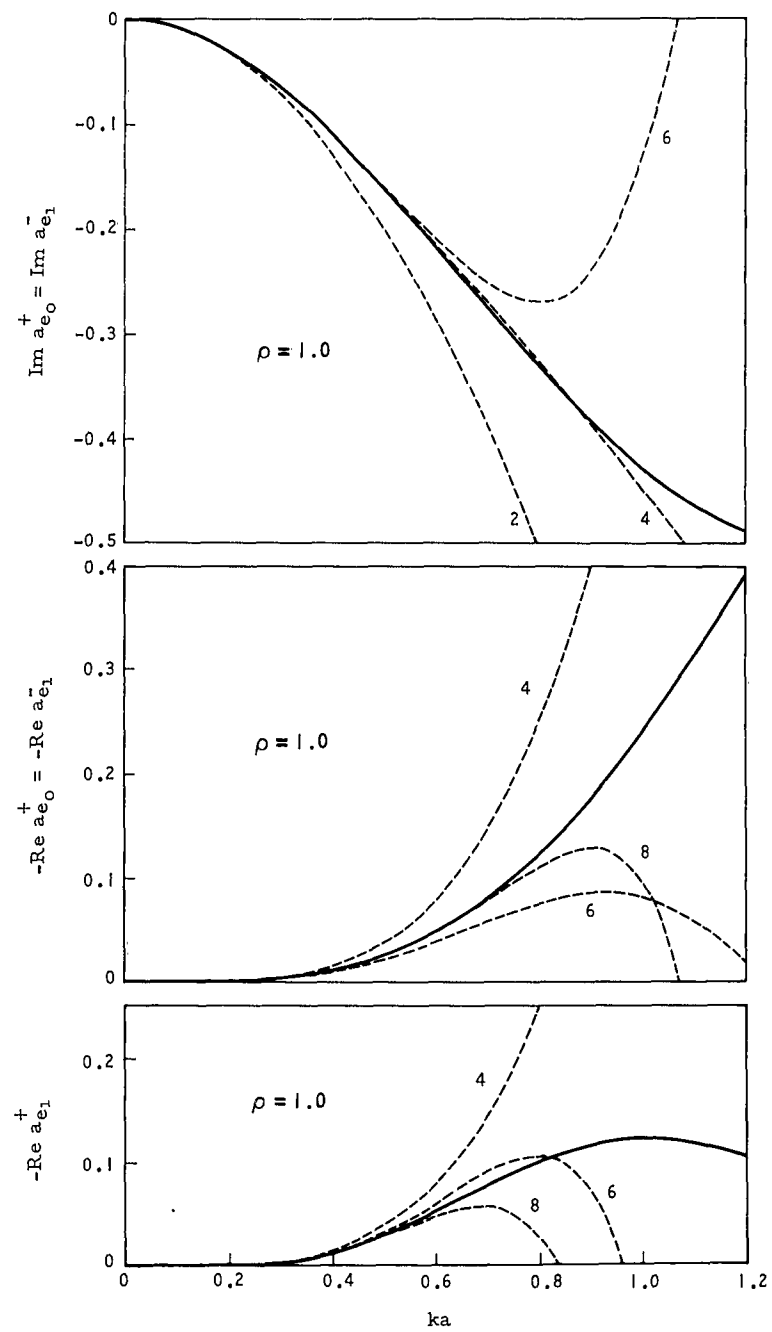 0
-0.1
-0.2
-0.3
-0.4
-0.5
Im a⁺e₀ = Im a⁻e₁
ρ = 1.0
6
2
4
0.4
0.3
0.2
0.1
0
-Re a⁺e₀ = -Re a⁻e₁
ρ = 1.0
4
8
6
0.2
0.1
0
-Re a⁺e₁
ρ = 1.0
4
6
8
0 0.2 0.4 0.6 0.8 1.0 1.2
ka